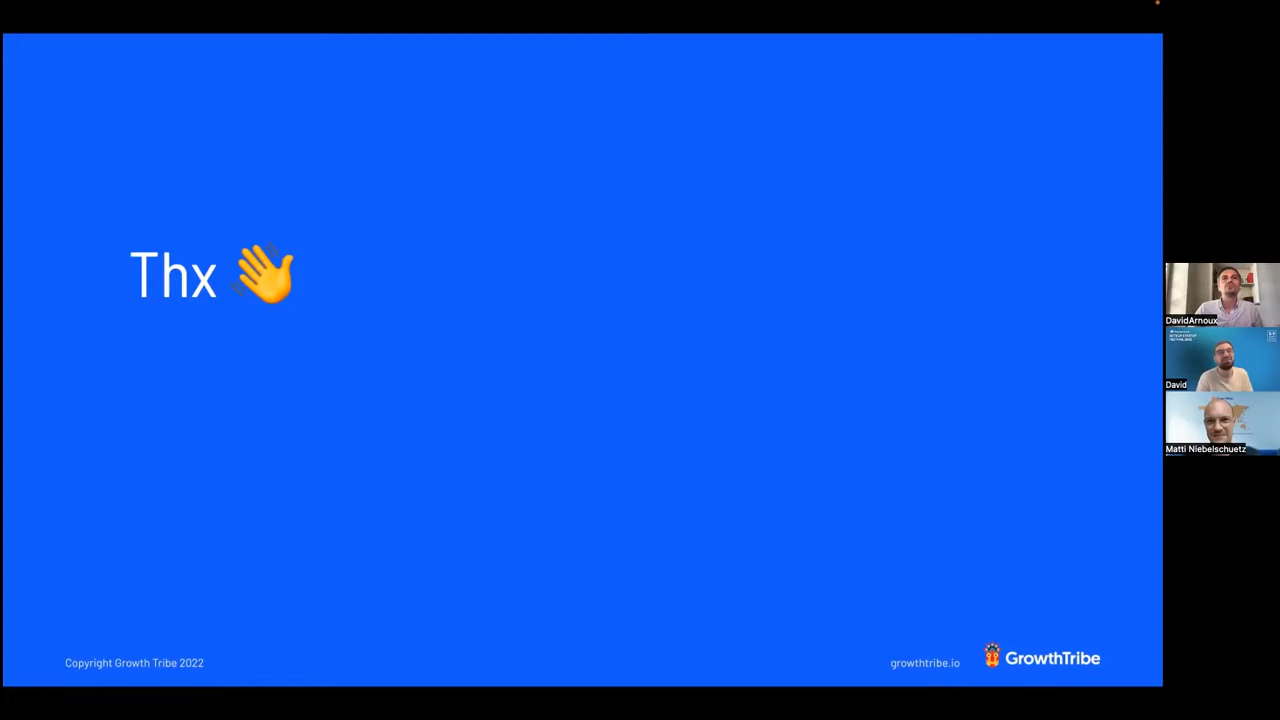 Thx 👋
Copyright Growth Tribe 2022
growthtribe.io
GrowthTribe
DavidArnoux
David
Matti Niebelschuetz